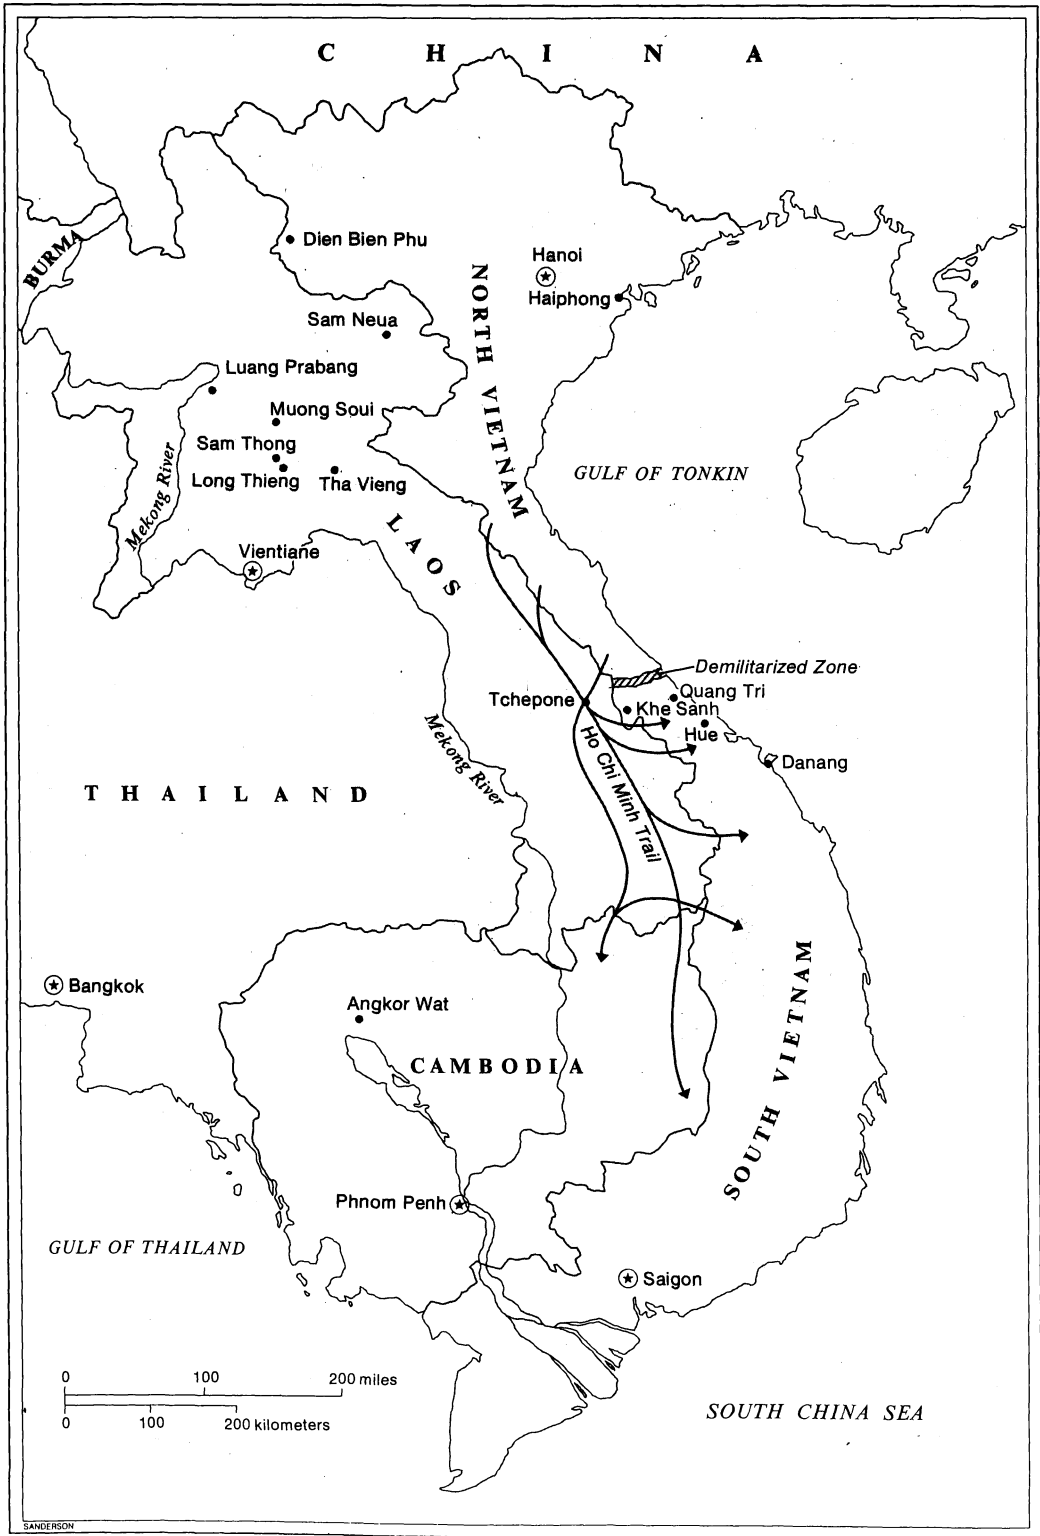 CHINA
BURMA
Dien Bien Phu
Hanoi
Haiphong
NORTH VIETNAM
Sam Neua
Luang Prabang
Muong Soui
Sam Thong
Long Thieng
Tha Vieng
Mekong River
GULF OF TONKIN
LAOS
Vientiane
Demilitarized Zone
Quang Tri
Tchepone
Khe Sanh
Hue
Danang
Mekong River
Ho Chi Minh Trail
THAILAND
SOUTH VIETNAM
Bangkok
Angkor Wat
CAMBODIA
Phnom Penh
GULF OF THAILAND
Saigon
0 100 200 miles
0 100 200 kilometers
SOUTH CHINA SEA
SANDERSON